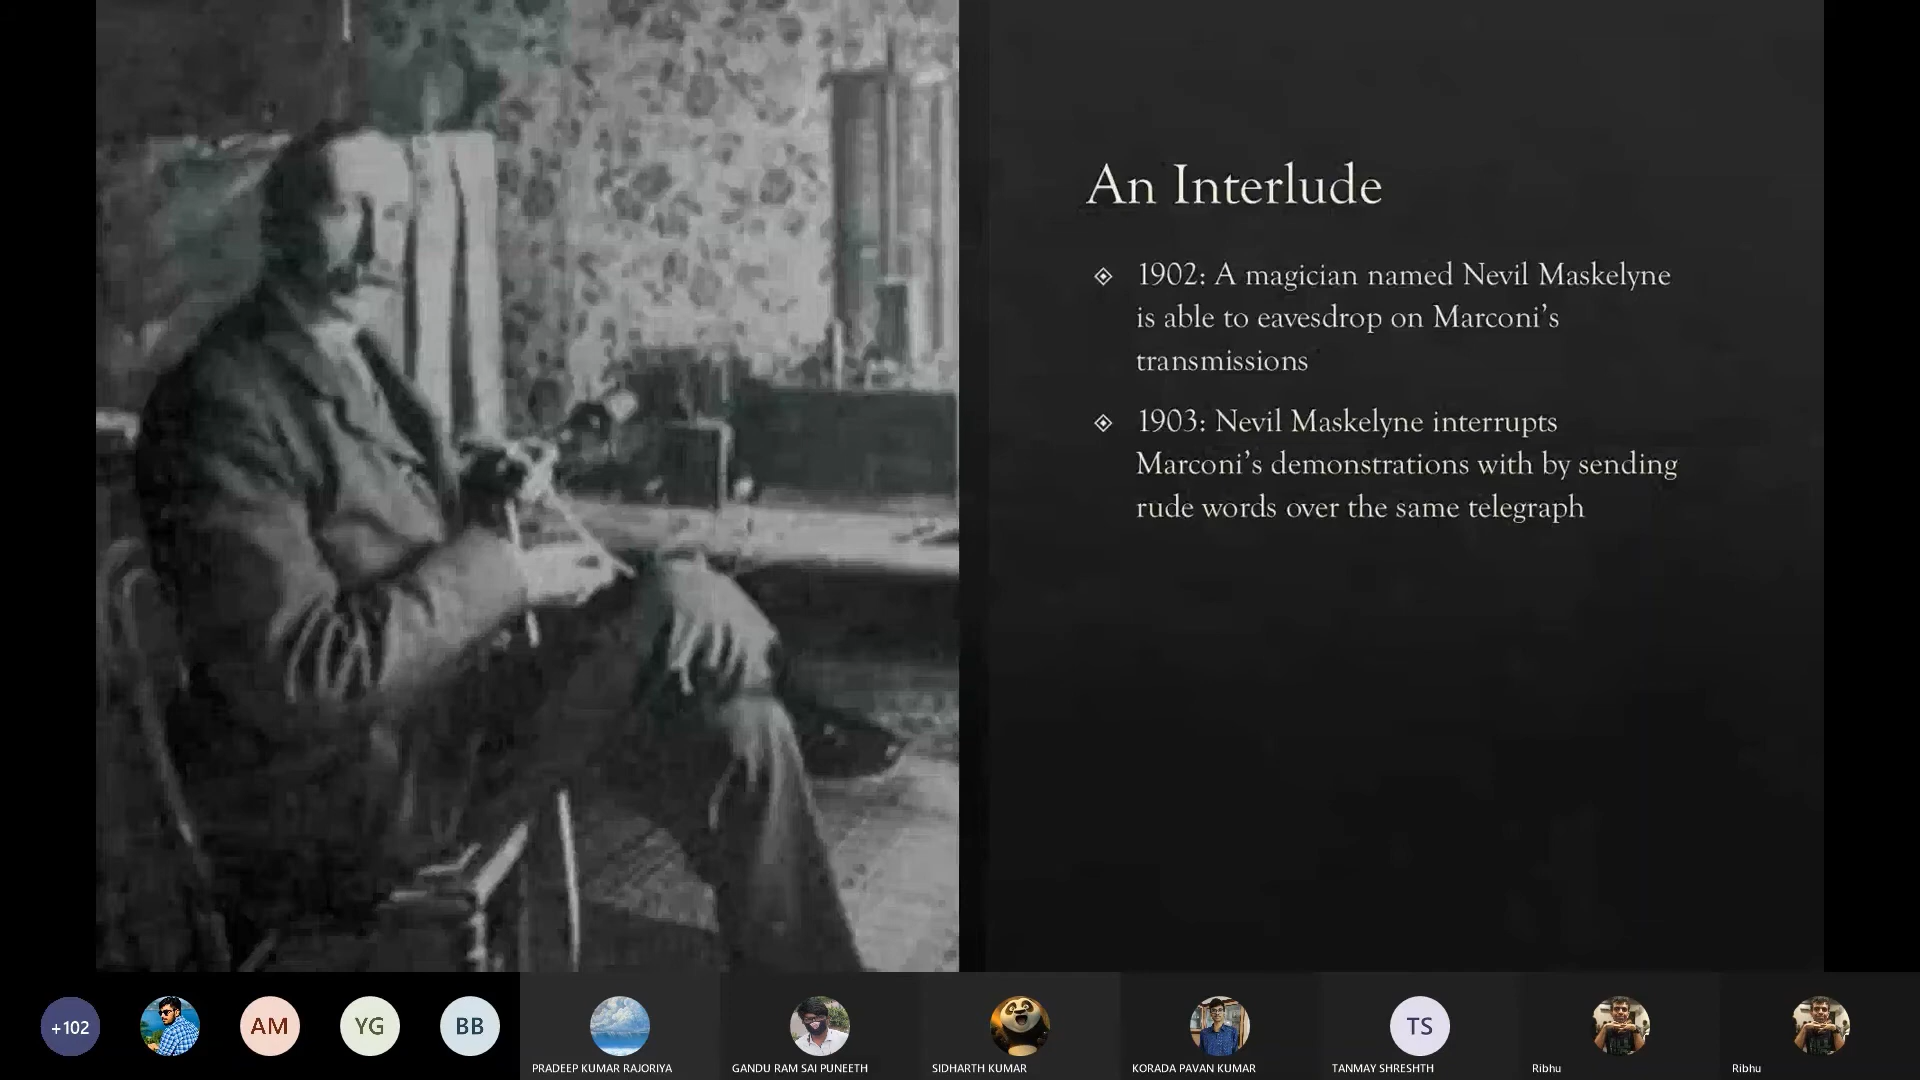 An Interlude
1902: A magician named Nevil Maskelyne
is able to eavesdrop on Marconi's
transmissions
1903: Nevil Maskelyne interrupts
Marconi's demonstrations with by sending
rude words over the same telegraph
+102
AM
YG
BB
TS
PRADEEP KUMAR RAJORIYA
GANDU RAM SAI PUNEETH
SIDHARTH KUMAR
KORADA PAVAN KUMAR
TANMAY SHRESHTH
Ribhu
Ribhu